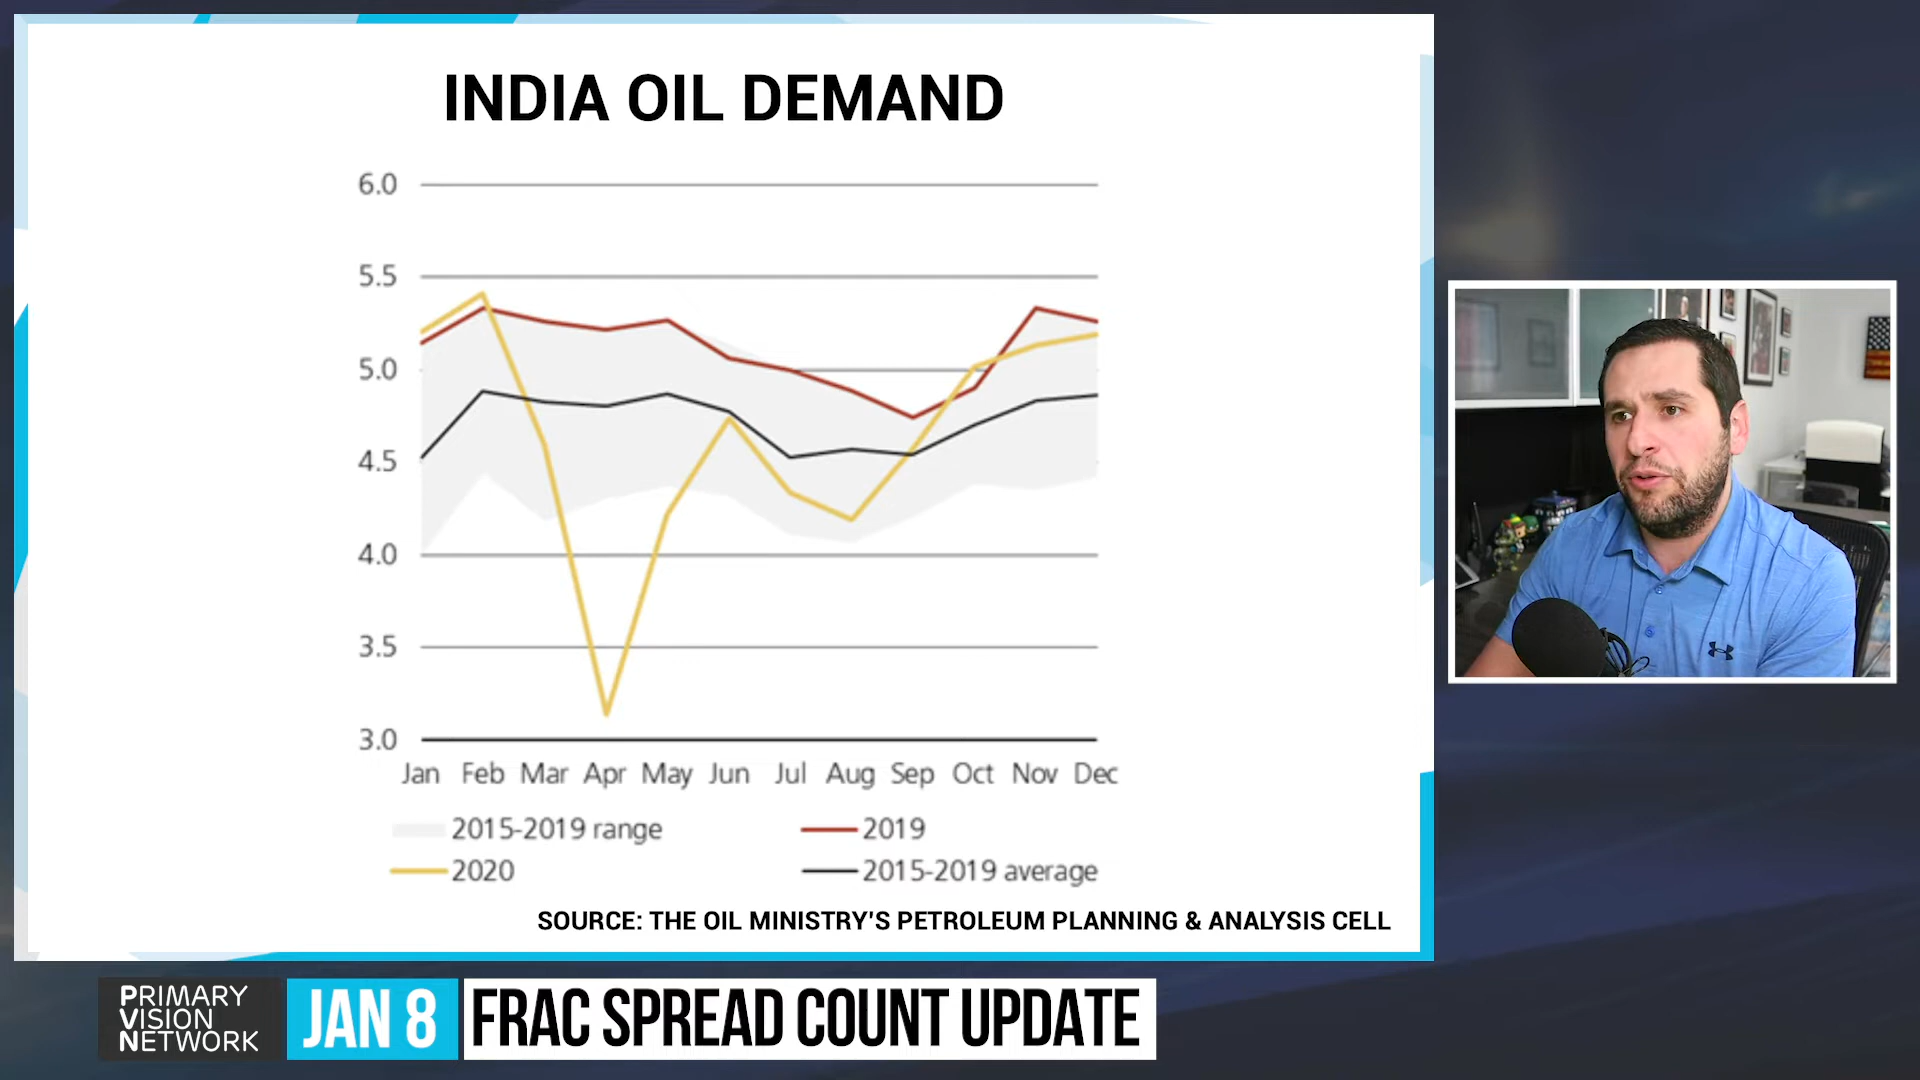 INDIA OIL DEMAND
6.0
5.5
5.0
4.5
4.0
3.5
3.0
Jan Feb Mar Apr May Jun Jul Aug Sep Oct Nov Dec
2015-2019 range 2019
2020 2015-2019 average
SOURCE: THE OIL MINISTRY'S PETROLEUM PLANNING & ANALYSIS CELL
PRIMARY
VISION
NETWORK
JAN 8 FRAC SPREAD COUNT UPDATE